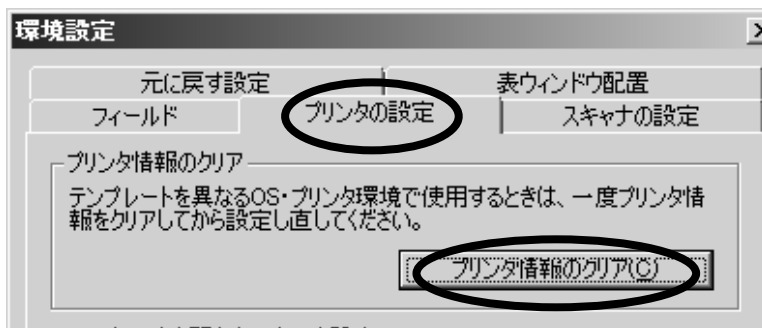 環境設定
元に戻す設定 表ウィンドウ配置
フィールド プリンタの設定 スキャナの設定
プリンタ情報のクリア
テンプレートを異なるOS・プリンタ環境で使用するときは、一度プリンタ情
報をクリアしてから設定し直してください。
プリンタ情報のクリア(C)